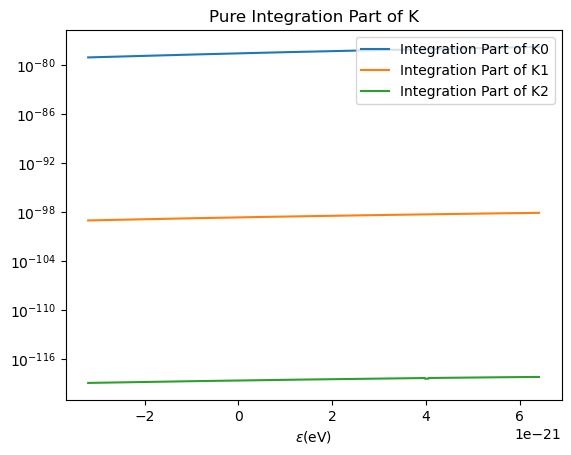 Pure Integration Part of K
Integration Part of K0
Integration Part of K1
Integration Part of K2
10⁻⁸⁰
10⁻⁸⁶
10⁻⁹²
10⁻⁹⁸
10⁻¹⁰⁴
10⁻¹¹⁰
10⁻¹¹⁶
−2 0 2 4 6
1e−21
ε(eV)